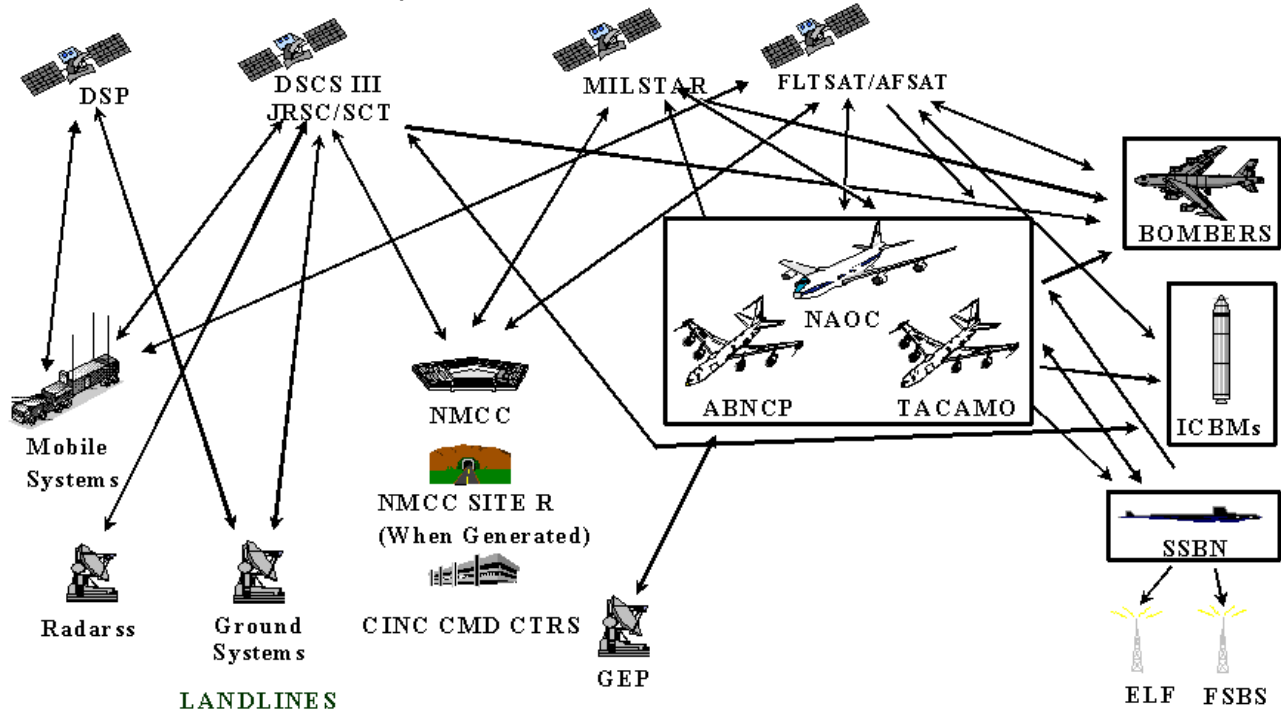 DSP
DSCS III
JRSC/SCT
MILSTAR
FLTSAT/AFSAT
BOMBERS
NAOC
ABNCP
TACAMO
ICBMs
NMCC
Mobile
Systems
NMCC SITE R
(When Generated)
SSBN
Radarss
Ground
Systems
CINC CMD CTRS
GEP
ELF
FSBS
LANDLINES